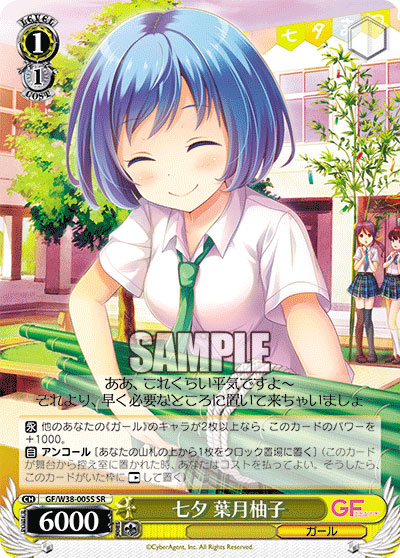 LEVEL
1
1
COST
七夕
SAMPLE
ああ、これくらい平気ですよ~
それより、早く必要なところに置いて来ちゃいましょ
永 他のあなたの《ガール》のキャラが2枚以上なら、このカードのパワーを
+1000。
自 アンコール [あなたの山札の上から1枚をクロック置場に置く] (このカード
が舞台から控え室に置かれた時、あなたはコストを払ってよい。そうしたら、
このカードがいた枠に置く)
CH GF/W38-005S SR
6000
七夕 葉月柚子
GF
ガール
©CyberAgent, Inc. All Rights Reserved.